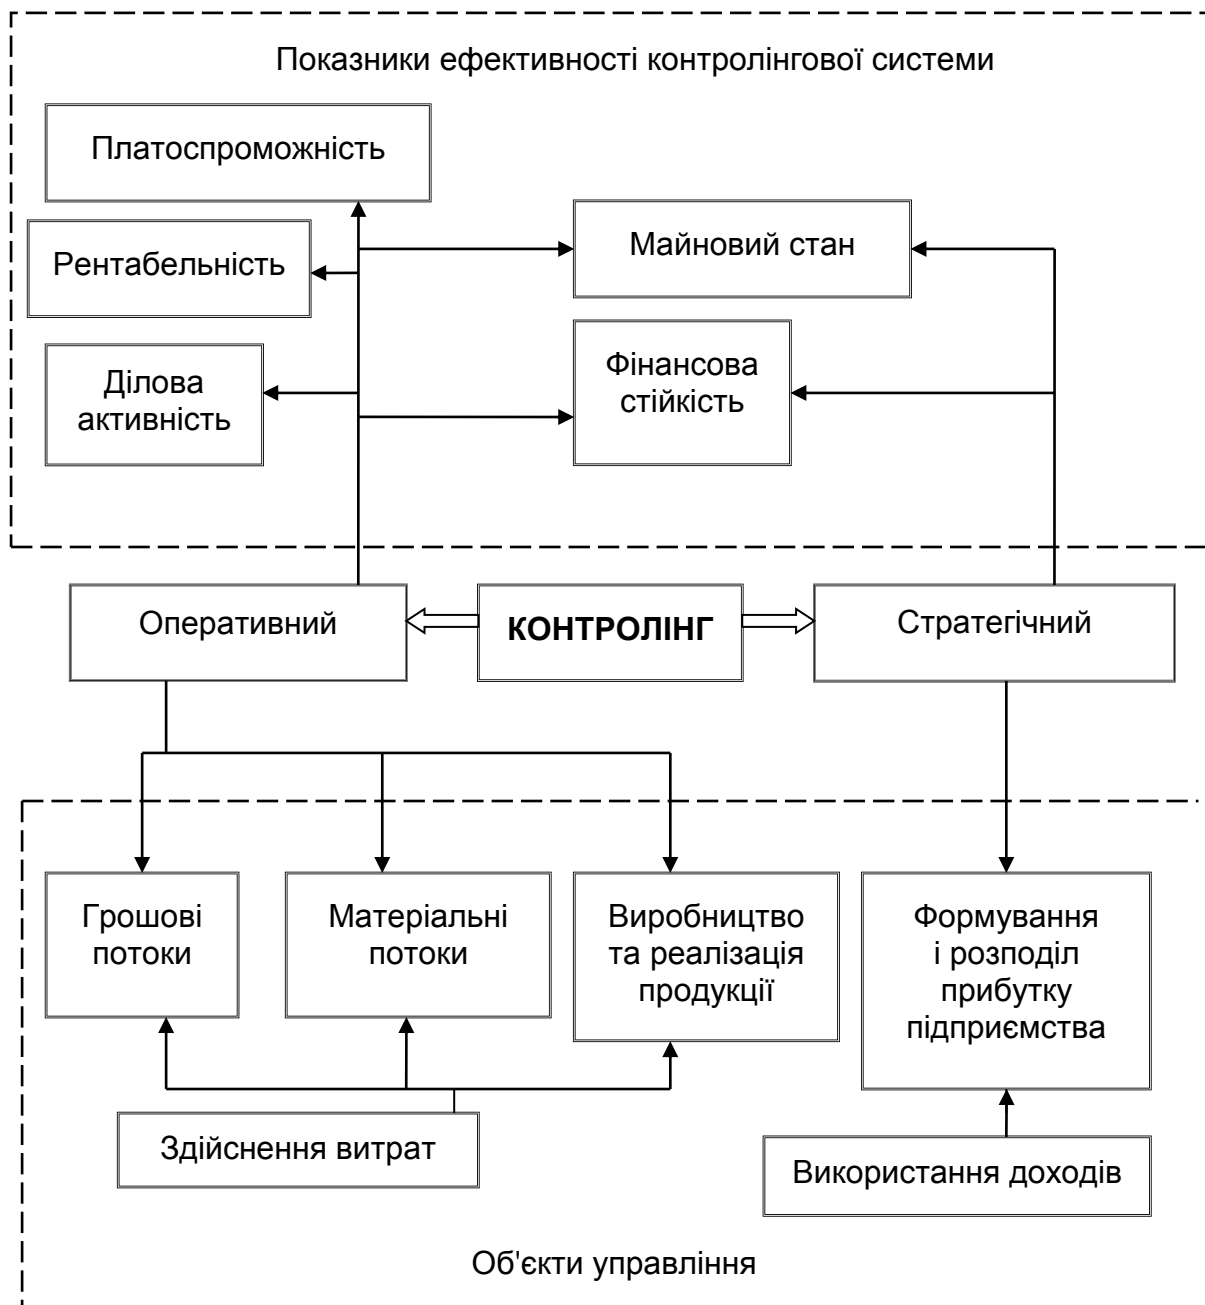 Показники ефективності контролінгової системи
Платоспроможність
Рентабельність
Майновий стан
Ділова
активність
Фінансова
стійкість
Оперативний
КОНТРОЛІНГ
Стратегічний
Грошові
потоки
Матеріальні
потоки
Виробництво
та реалізація
продукції
Формування
і розподіл
прибутку
підприємства
Здійснення витрат
Використання доходів
Об'єкти управління